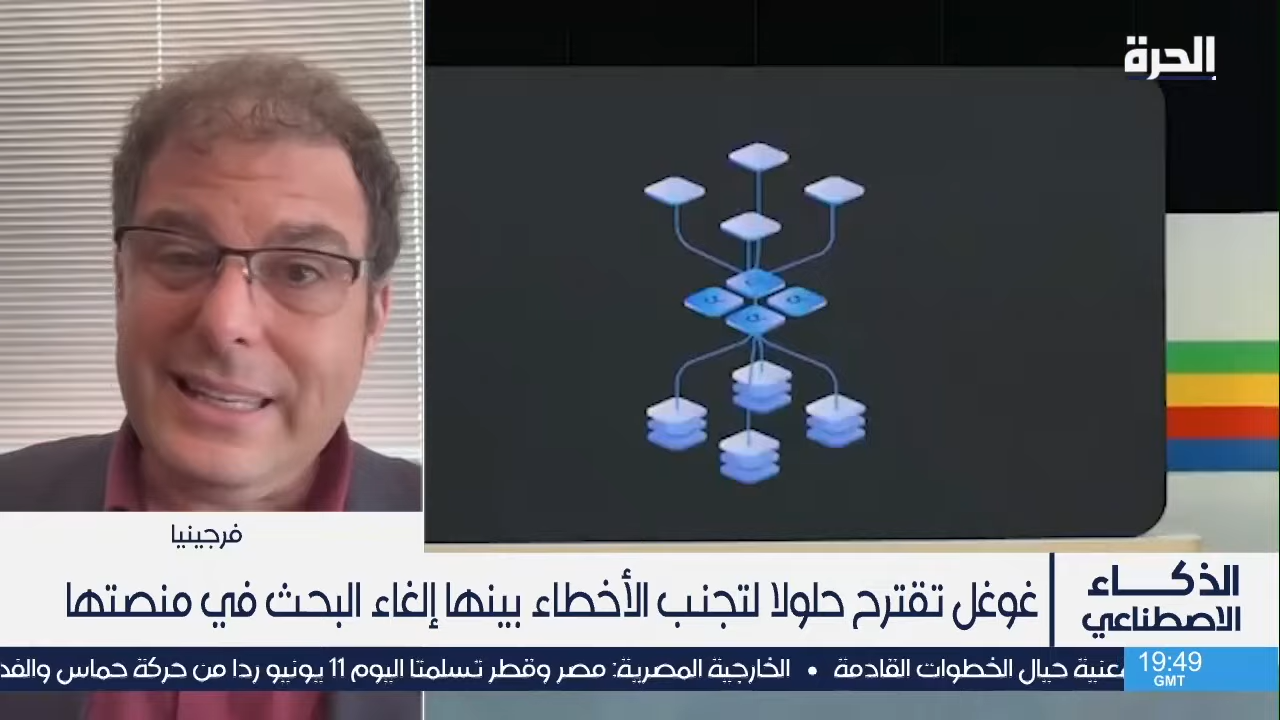 الحرة
فرجينيا
الذكاء
الاصطناعي
غوغل تقترح حلولا لتجنب الأخطاء بينها إلغاء البحث في منصتها
19:49
GMT
معنية حيال الخطوات القادمة • الخارجية المصرية: مصر وقطر تسلمتا اليوم 11 يونيو ردا من حركة حماس والفد